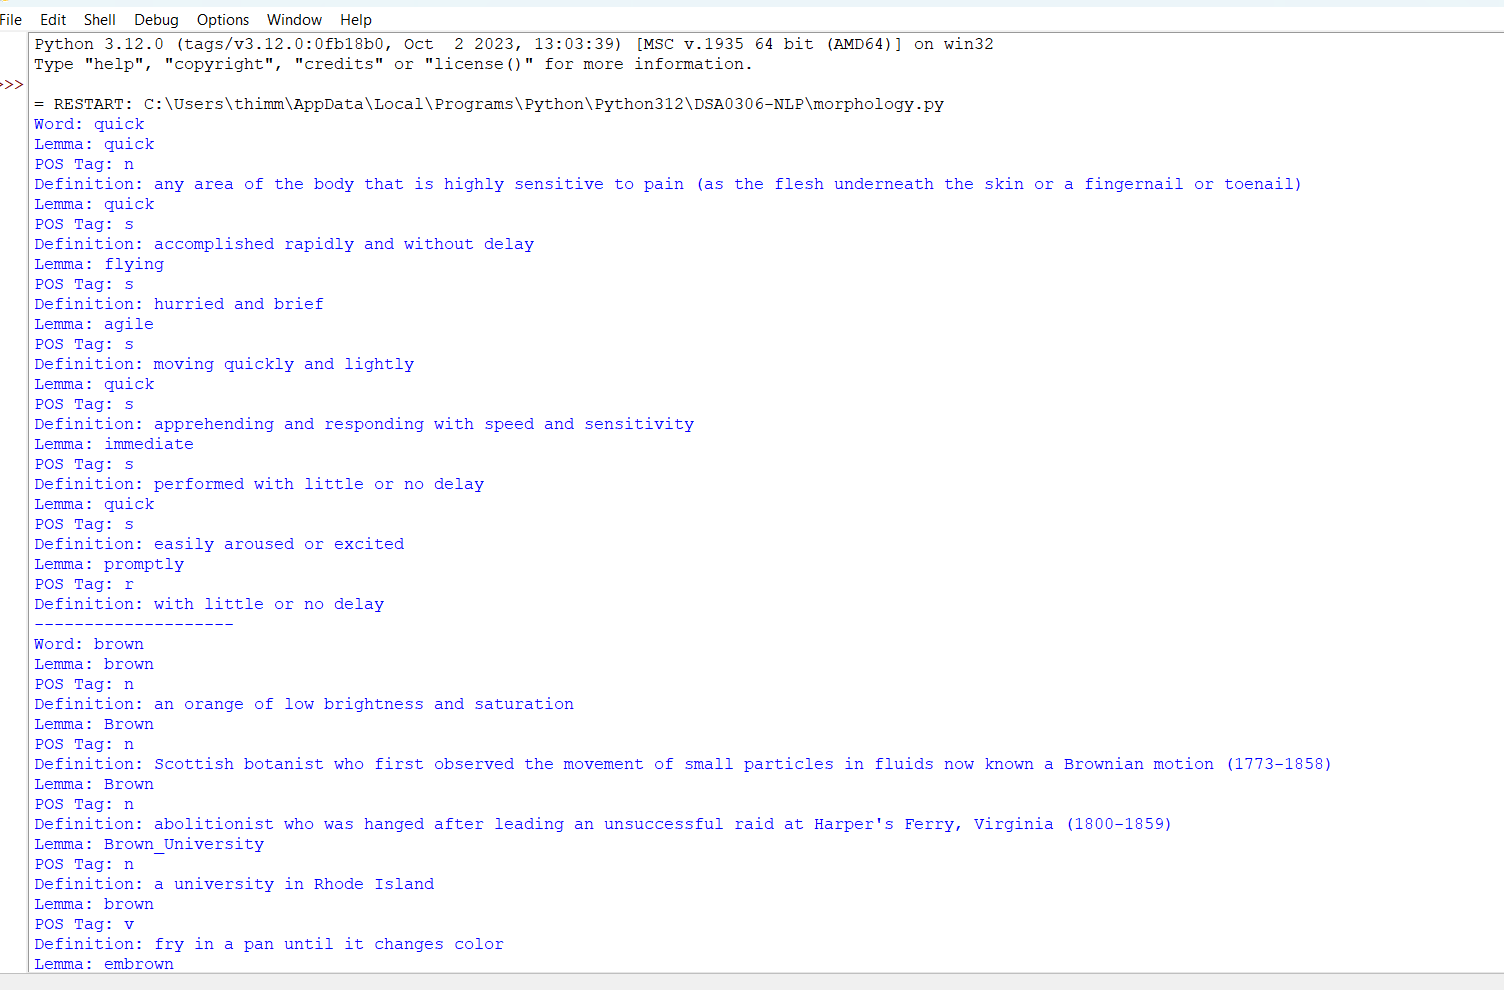 File Edit Shell Debug Options Window Help
Python 3.12.0 (tags/v3.12.0:0fb18b0, Oct  2 2023, 13:03:39) [MSC v.1935 64 bit (AMD64)] on win32
Type "help", "copyright", "credits" or "license()" for more information.
>>>
= RESTART: C:\Users\thimm\AppData\Local\Programs\Python\Python312\DSA0306-NLP\morphology.py
Word: quick
Lemma: quick
POS Tag: n
Definition: any area of the body that is highly sensitive to pain (as the flesh underneath the skin or a fingernail or toenail)
Lemma: quick
POS Tag: s
Definition: accomplished rapidly and without delay
Lemma: flying
POS Tag: s
Definition: hurried and brief
Lemma: agile
POS Tag: s
Definition: moving quickly and lightly
Lemma: quick
POS Tag: s
Definition: apprehending and responding with speed and sensitivity
Lemma: immediate
POS Tag: s
Definition: performed with little or no delay
Lemma: quick
POS Tag: s
Definition: easily aroused or excited
Lemma: promptly
POS Tag: r
Definition: with little or no delay
--------------------
Word: brown
Lemma: brown
POS Tag: n
Definition: an orange of low brightness and saturation
Lemma: Brown
POS Tag: n
Definition: Scottish botanist who first observed the movement of small particles in fluids now known a Brownian motion (1773-1858)
Lemma: Brown
POS Tag: n
Definition: abolitionist who was hanged after leading an unsuccessful raid at Harper's Ferry, Virginia (1800-1859)
Lemma: Brown_University
POS Tag: n
Definition: a university in Rhode Island
Lemma: brown
POS Tag: v
Definition: fry in a pan until it changes color
Lemma: embrown